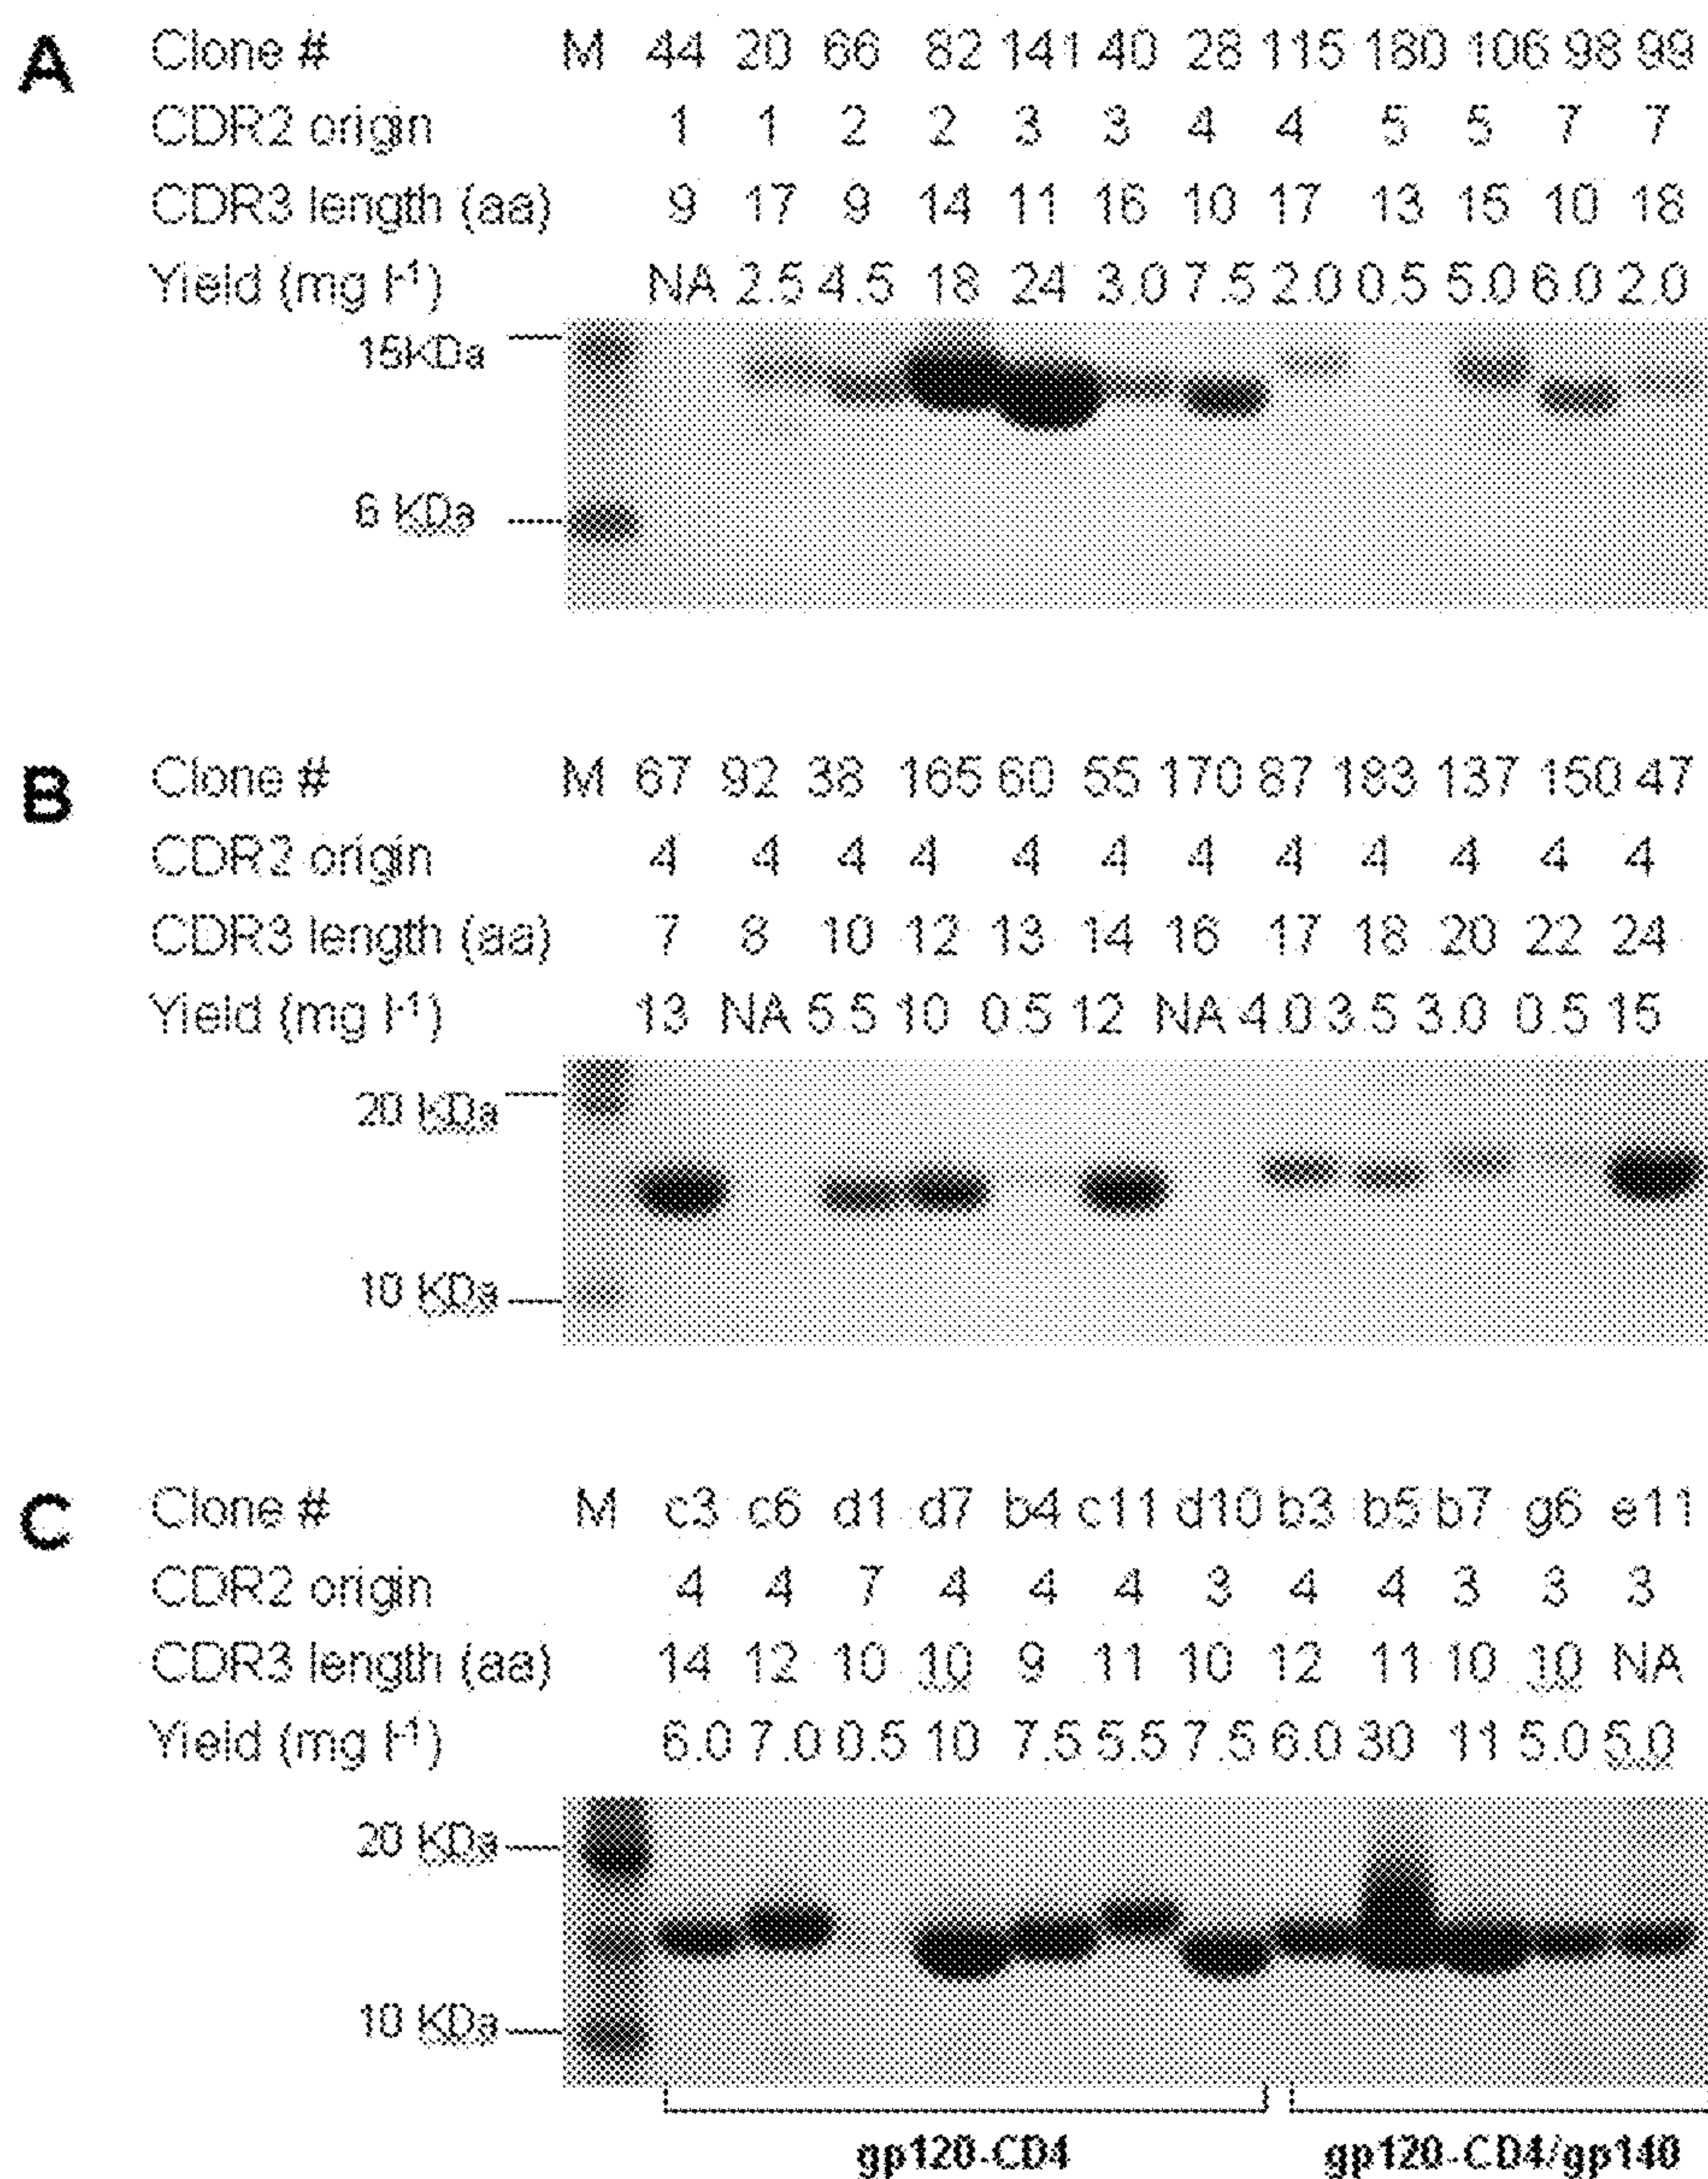 A Clone # M 44 20 66 82 141 40 28 115 180 106 98 99
CDR2 origin 1 1 2 2 3 3 4 4 5 5 7 7
CDR3 length (aa) 9 17 9 14 11 16 10 17 13 15 10 18
Yield (mg l-1) NA 2.5 4.5 18 24 3.0 7.5 2.0 0.5 5.0 6.0 2.0
15KDa
6 KDa
B Clone # M 67 92 38 165 60 55 170 87 183 137 150 47
CDR2 origin 4 4 4 4 4 4 4 4 4 4 4 4
CDR3 length (aa) 7 8 10 12 13 14 16 17 18 20 22 24
Yield (mg l-1) 13 NA 5.5 10 0.5 12 NA 4.0 3.5 3.0 0.5 15
20 KDa
10 KDa
C Clone # M c3 c6 d1 d7 b4 c11 d10 b3 b5 b7 g6 e11
CDR2 origin 4 4 7 4 4 4 3 4 4 3 3 3
CDR3 length (aa) 14 12 10 10 9 11 10 12 11 10 10 NA
Yield (mg l-1) 6.0 7.0 0.5 10 7.5 5.5 7.5 6.0 30 11 5.0 5.0
20 KDa
10 KDa
gp120-CD4 gp120-CD4/gp140